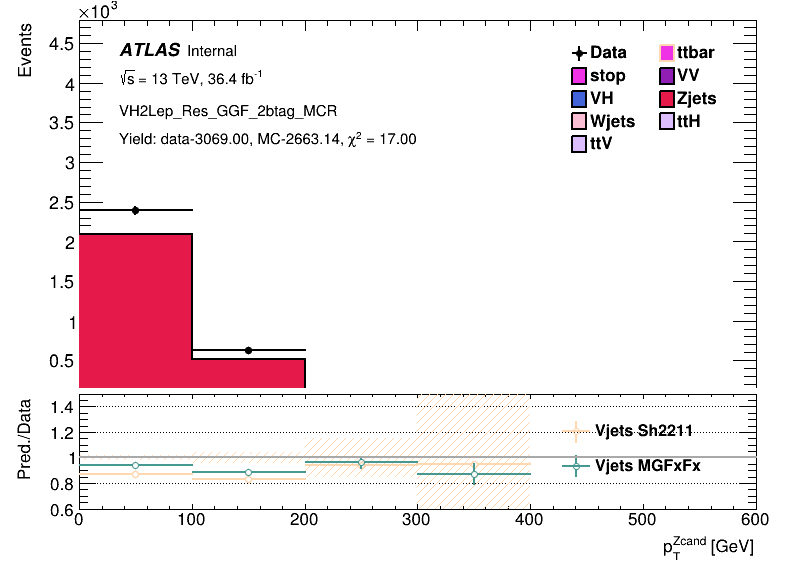 ×10³
Events
4.5
4
3.5
3
2.5
2
1.5
1
0.5
ATLAS Internal
√s = 13 TeV, 36.4 fb⁻¹
VH2Lep_Res_GGF_2btag_MCR
Yield: data-3069.00, MC-2663.14, χ² = 17.00
Data ttbar
stop VV
VH Zjets
Wjets ttH
ttV
Pred./Data
1.4
1.2
1
0.8
0.6
Vjets Sh2211
Vjets MGFxFx
0 100 200 300 400 500 600
p_T^Zcand [GeV]